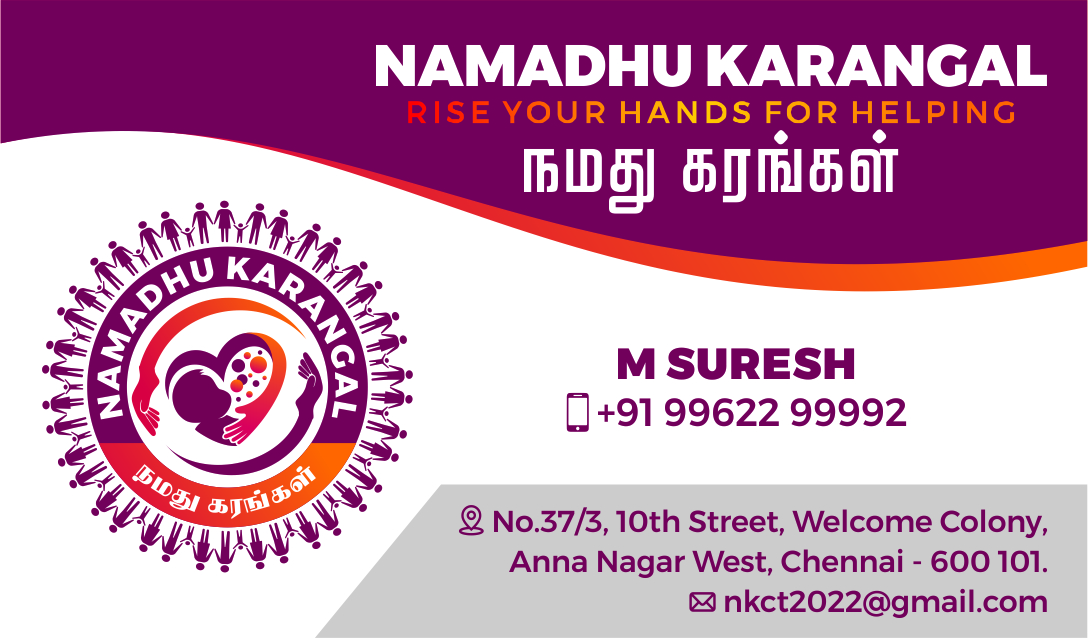 NAMADHU KARANGAL
RISE YOUR HANDS FOR HELPING
நமது கரங்கள்
NAMADHU KARANGAL
நமது கரங்கள்
M SURESH
+91 99622 99992
No.37/3, 10th Street, Welcome Colony,
Anna Nagar West, Chennai - 600 101.
nkct2022@gmail.com